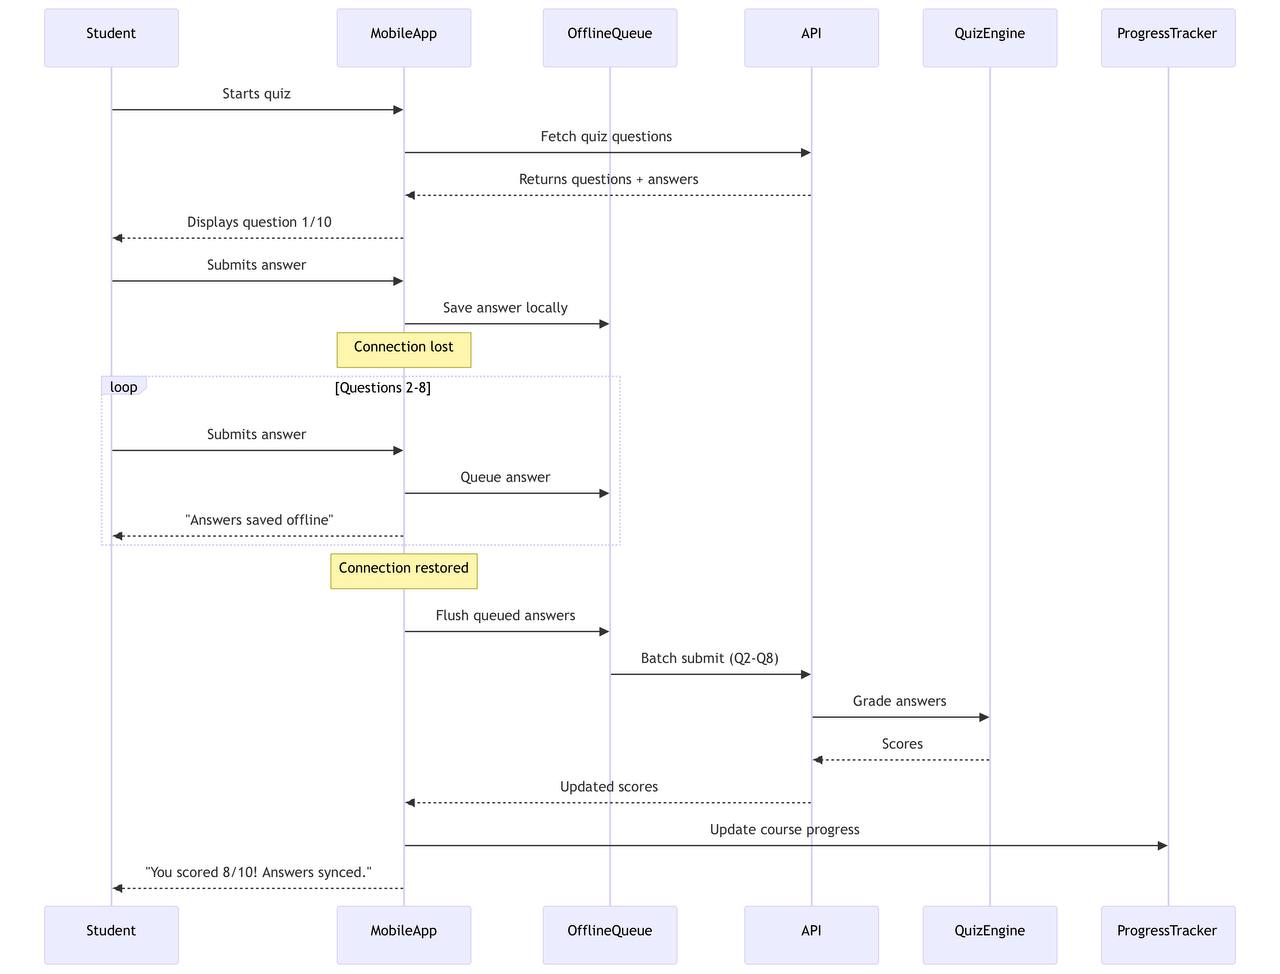 Student
MobileApp
OfflineQueue
API
QuizEngine
ProgressTracker
Starts quiz
Fetch quiz questions
Returns questions + answers
Displays question 1/10
Submits answer
Save answer locally
Connection lost
loop
[Questions 2-8]
Submits answer
Queue answer
"Answers saved offline"
Connection restored
Flush queued answers
Batch submit (Q2-Q8)
Grade answers
Scores
Updated scores
Update course progress
"You scored 8/10! Answers synced."
Student
MobileApp
OfflineQueue
API
QuizEngine
ProgressTracker